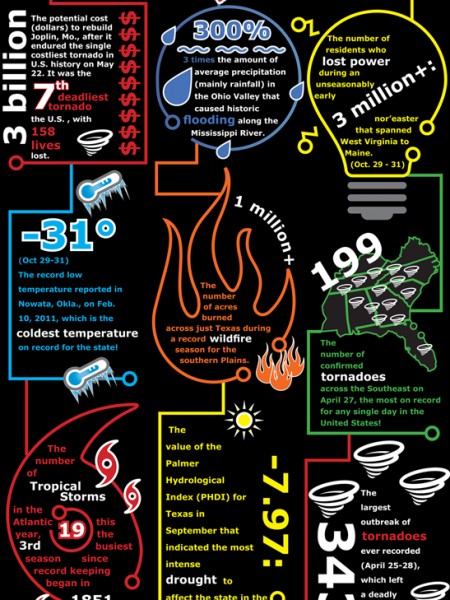 3 billion
The potential cost
(dollars) to rebuild
Joplin, Mo., after it
endured the single
costliest tornado in
U.S. history on May
22. It was the
7th deadliest
tornado
the U.S. , with
158
lives
lost.
$$$$$$$$
300%
3 times the amount of
average precipitation
(mainly rainfall) in
the Ohio Valley that
caused historic
flooding along the
Mississippi River.
The number of
residents who
lost power
during an
unseasonably
early
3 million+:
nor'easter
that spanned
West Virginia to
Maine.
(Oct. 29 - 31)
-31°
(Oct 29-31)
The record low
temperature reported in
Nowata, Okla., on Feb.
10, 2011, which is the
coldest temperature
on record for the state!
1 million+
The
number
of acres
burned
across just Texas during
a record wildfire
season for the
southern Plains.
199
The
number of
confirmed
tornadoes
across the Southeast on
April 27, the most on record
for any single day in the
United States!
The
number
of
Tropical
Storms
in the
Atlantic
year,
3rd
19
this
the
busiest
season since
record keeping
began in
1851
The
value of the
Palmer
Hydrological
Index (PHDI) for
Texas in
September that
indicated the most
intense
drought to
affect the state in the
-7.97:
343
The
largest
outbreak of
tornadoes
ever recorded
(April 25-28),
which left
a deadly